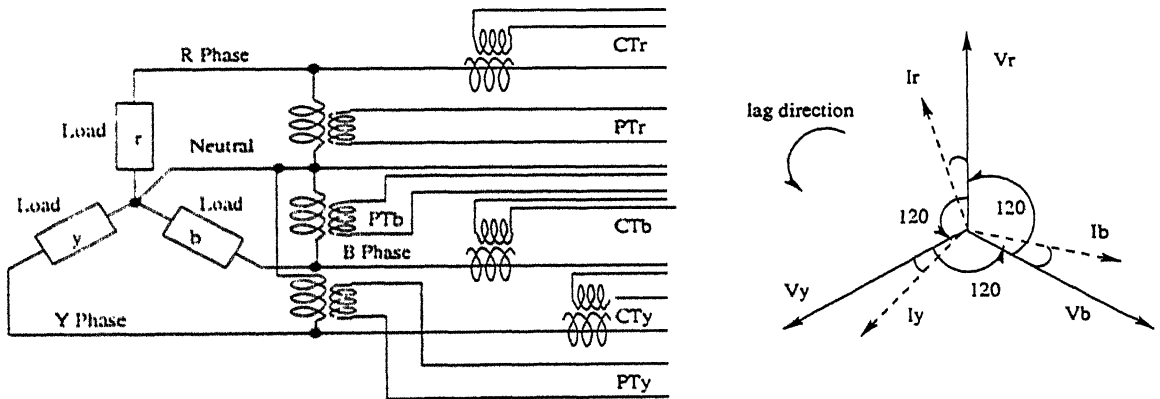 R Phase
CTr
Load
r
PTr
Neutral
Load
y
Load
b
PTb
CTb
B Phase
CTy
Y Phase
PTy
Vr
Ir
lag direction
120
120
Ib
Vy
Iy
120
Vb